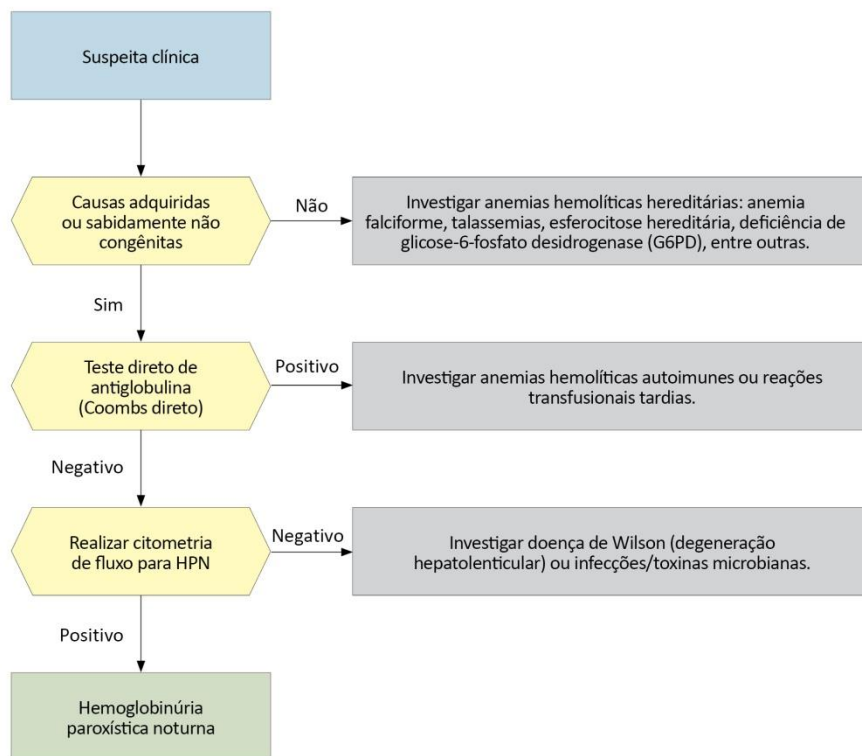 Suspeita clínica
Causas adquiridas
ou sabidamente não
congênitas
Não
Investigar anemias hemolíticas hereditárias: anemia
falciforme, talassemias, esferocitose hereditária, deficiência de
glicose-6-fosfato desidrogenase (G6PD), entre outras.
Sim
Teste direto de
antiglobulina
(Coombs direto)
Positivo
Investigar anemias hemolíticas autoimunes ou reações
transfusionais tardias.
Negativo
Realizar citometria
de fluxo para HPN
Negativo
Investigar doença de Wilson (degeneração
hepatolenticular) ou infecções/toxinas microbianas.
Positivo
Hemoglobinúria
paroxística noturna